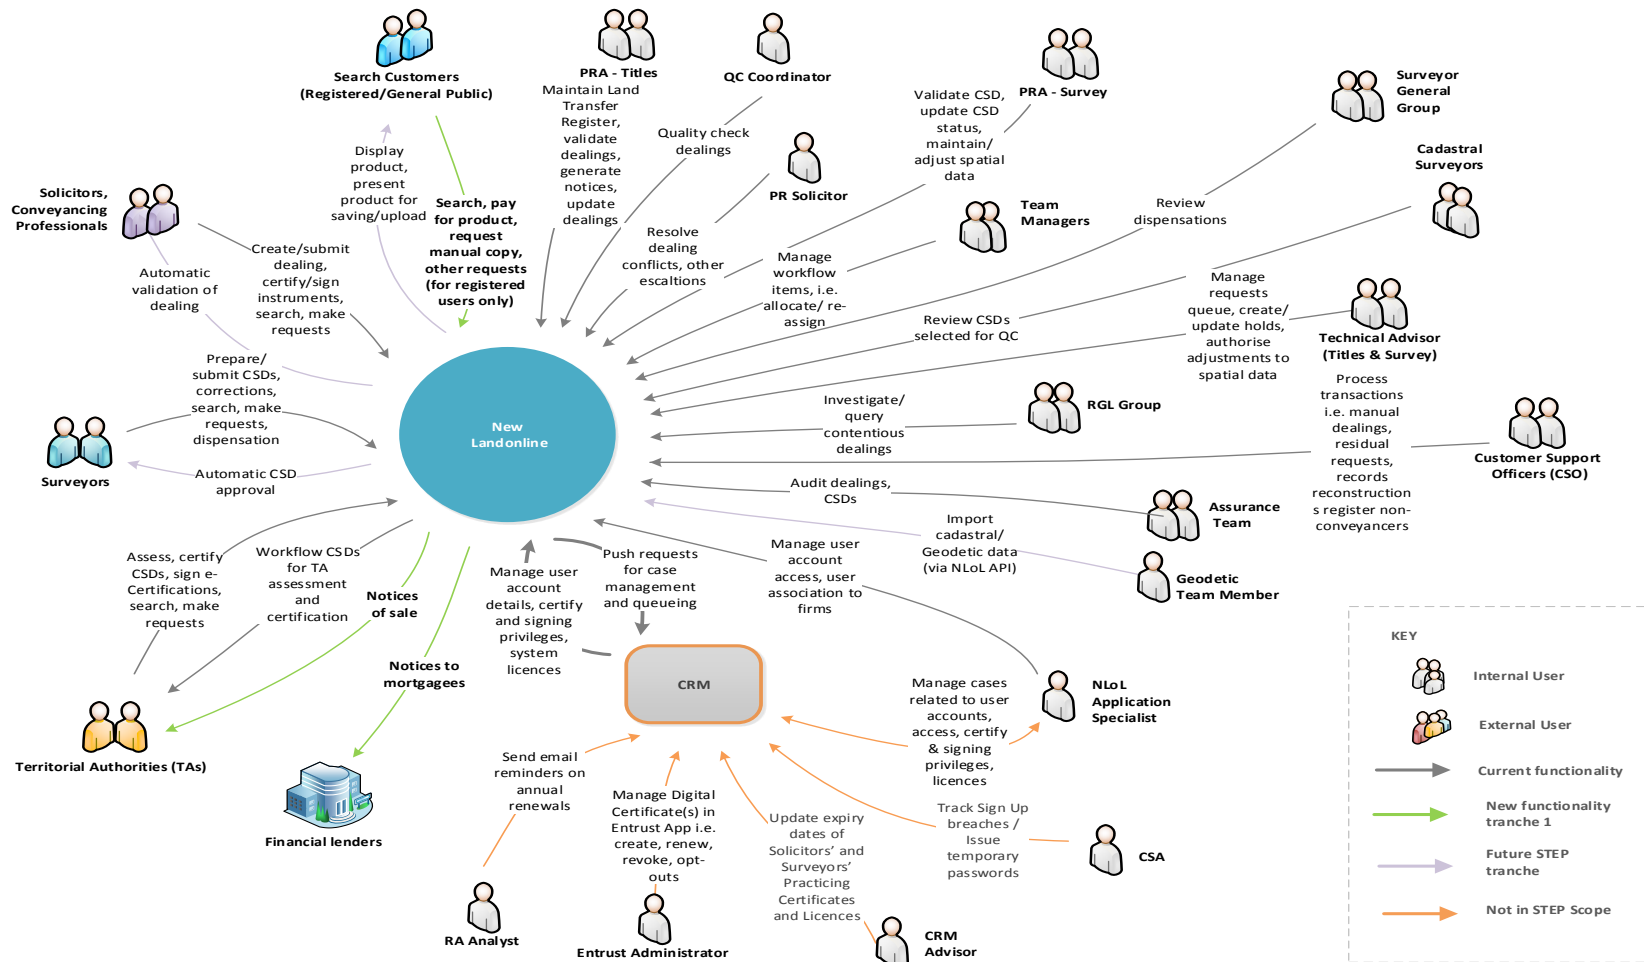 Search Customers
(Registered/General Public)
PRA - Titles
Maintain Land
Transfer
Register,
validate
dealings,
generate
notices,
update
dealings
QC Coordinator
Quality check
dealings
PR Solicitor
Resolve
dealing
conflicts, other
escaltions
Validate CSD,
update CSD
status,
maintain/
adjust spatial
data
PRA - Survey
Team
Managers
Manage
workflow
items, i.e.
allocate/ re-
assign
Surveyor
General
Group
Review
dispensations
Cadastral
Surveyors
Review CSDs
selected for QC
Manage
requests
queue, create/
update holds,
authorise
adjustments to
spatial data
Technical Advisor
(Titles & Survey)
Display
product,
present
product for
saving/upload
Search, pay
for product,
request
manual copy,
other requests
(for registered
users only)
Solicitors,
Conveyancing
Professionals
Automatic
validation of
dealing
Create/submit
dealing,
certify/sign
instruments,
search, make
requests
Prepare/
submit CSDs,
corrections,
search, make
requests,
dispensation
Surveyors
Automatic CSD
approval
New
Landonline
Investigate/
query
contentious
dealings
RGL Group
Process
transactions
i.e. manual
dealings,
residual
requests,
records
reconstruction
s register non-
conveyancers
Customer Support
Officers (CSO)
Audit dealings,
CSDs
Assurance
Team
Import
cadastral/
Geodetic data
(via NLoL API)
Geodetic
Team Member
Assess, certify
CSDs, sign e-
Certifications,
search, make
requests
Workflow CSDs
for TA
assessment
and
certification
Notices
of sale
Notices to
mortgagees
Manage user
account
details, certify
and signing
privileges,
system
licences
Push requests
for case
management
and queueing
Manage user
account
access, user
association to
firms
Territorial Authorities (TAs)
Financial lenders
CRM
Manage cases
related to user
accounts,
access, certify
& signing
privileges,
licences
NLoL
Application
Specialist
Send email
reminders on
annual
renewals
RA Analyst
Manage Digital
Certificate(s) in
Entrust App i.e.
create, renew,
revoke, opt-
outs
Entrust Administrator
Update expiry
dates of
Solicitors’ and
Surveyors’
Practicing
Certificates
and Licences
CRM
Advisor
Track Sign Up
breaches /
Issue
temporary
passwords
CSA
KEY
Internal User
External User
Current functionality
New functionality
tranche 1
Future STEP
tranche
Not in STEP Scope